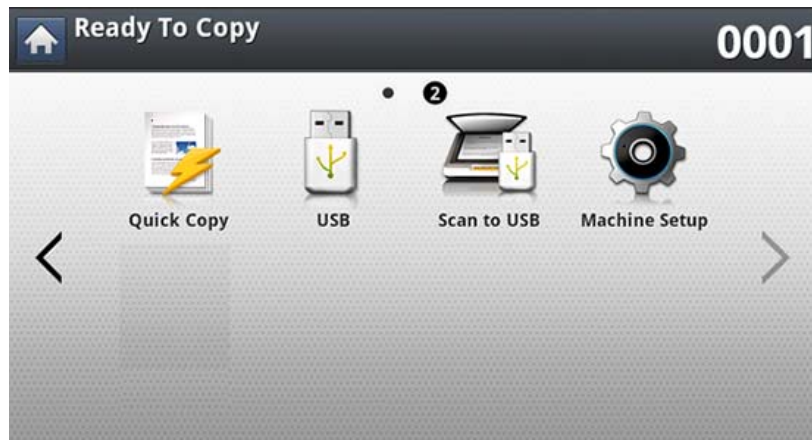 Ready To Copy
0001
2
Quick Copy
USB
Scan to USB
Machine Setup